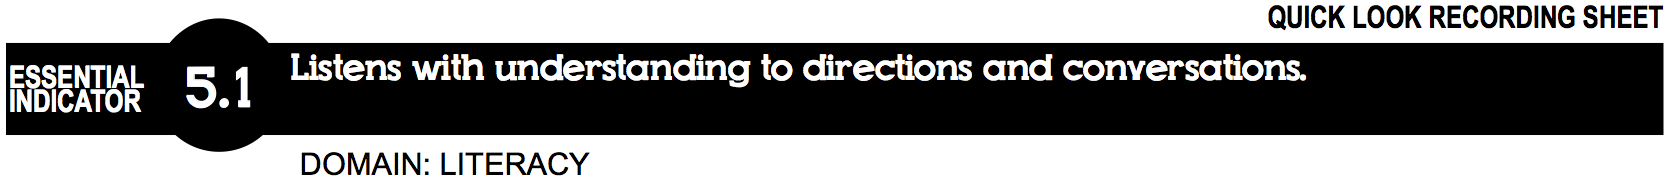 QUICK LOOK RECORDING SHEET
ESSENTIAL
INDICATOR
5.1
Listens with understanding to directions and conversations.
DOMAIN: LITERACY